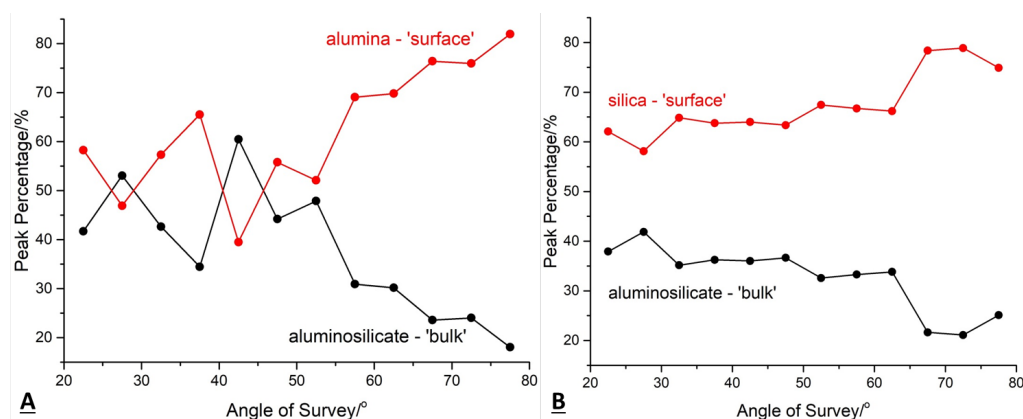 80
70
60
50
40
30
20
Peak Percentage/%
alumina - 'surface'
aluminosilicate - 'bulk'
20 30 40 50 60 70 80
Angle of Survey/°
A
80
70
60
50
40
30
20
Peak Percentage/%
silica - 'surface'
aluminosilicate - 'bulk'
20 30 40 50 60 70 80
Angle of Survey/°
B